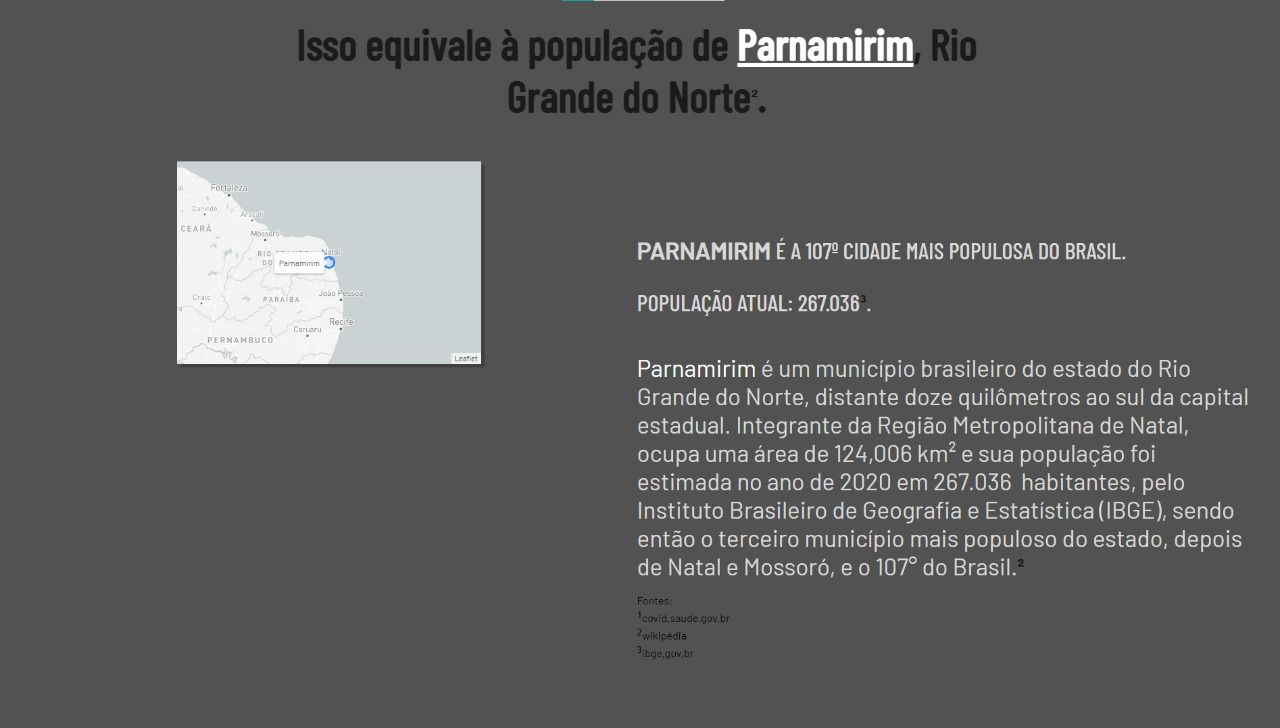 Isso equivale à população de Parnamirim, Rio
Grande do Norte².
Fortaleza
Canindé
Aracati
CEARÁ
Mossoró
Natal
RIO
DO
Parnamirim
Crato
João Pessoa
PARAÍBA
Recife
Caruaru
PERNAMBUCO
Leaflet
PARNAMIRIM É A 107º CIDADE MAIS POPULOSA DO BRASIL.
POPULAÇÃO ATUAL: 267.036³.
Parnamirim é um município brasileiro do estado do Rio
Grande do Norte, distante doze quilômetros ao sul da capital
estadual. Integrante da Região Metropolitana de Natal,
ocupa uma área de 124,006 km² e sua população foi
estimada no ano de 2020 em 267.036 habitantes, pelo
Instituto Brasileiro de Geografia e Estatística (IBGE), sendo
então o terceiro município mais populoso do estado, depois
de Natal e Mossoró, e o 107° do Brasil.²
Fontes:
¹covid.saude.gov.br
²wikipédia
³ibge.gov.br